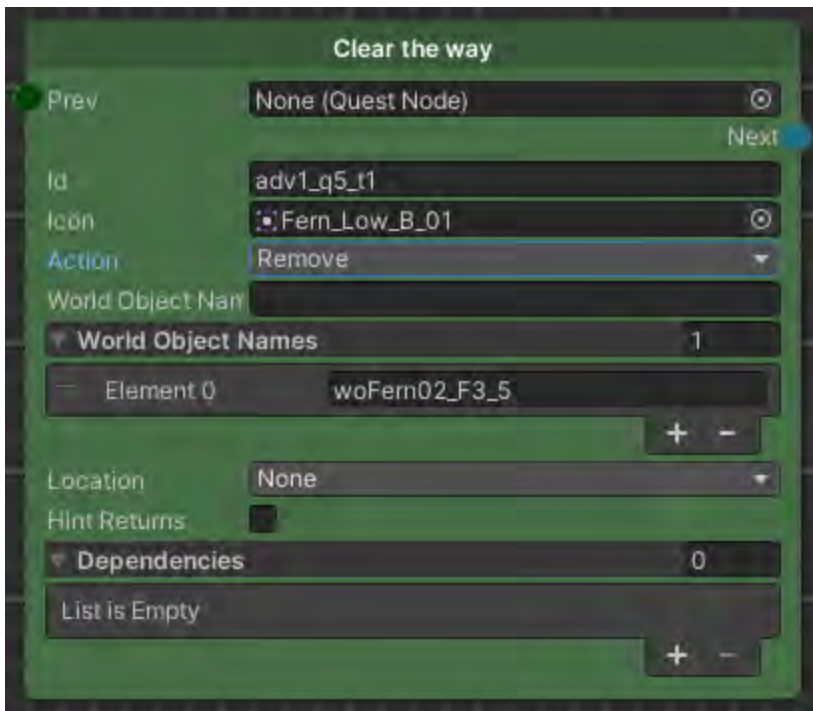 Clear the way
Prev None (Quest Node)
Next
Id adv1_q5_t1
Icon Fern_Low_B_01
Action Remove
World Object Nam
World Object Names 1
Element 0 woFern02_F3_5
+ -
Location None
Hint Returns
Dependencies 0
List is Empty
+ -